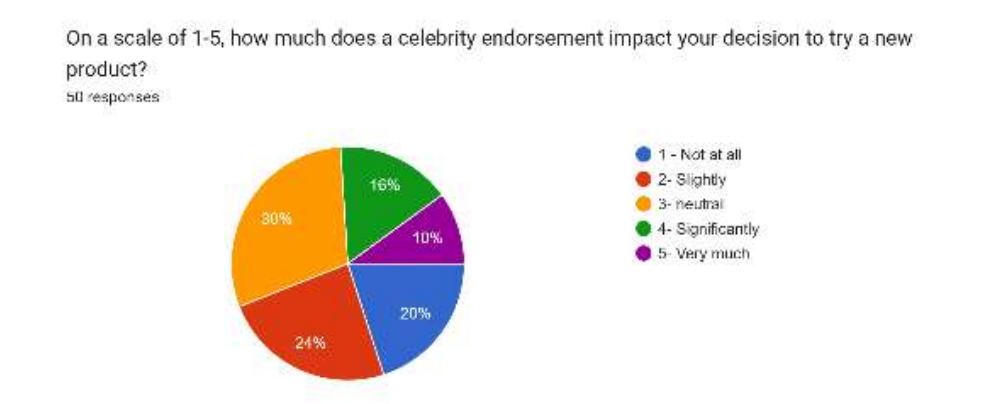 On a scale of 1-5, how much does a celebrity endorsement impact your decision to try a new
product?
50 responses
16%
30%
10%
20%
24%
1 - Not at all
2- Slightly
3- neutral
4- Significantly
5- Very much